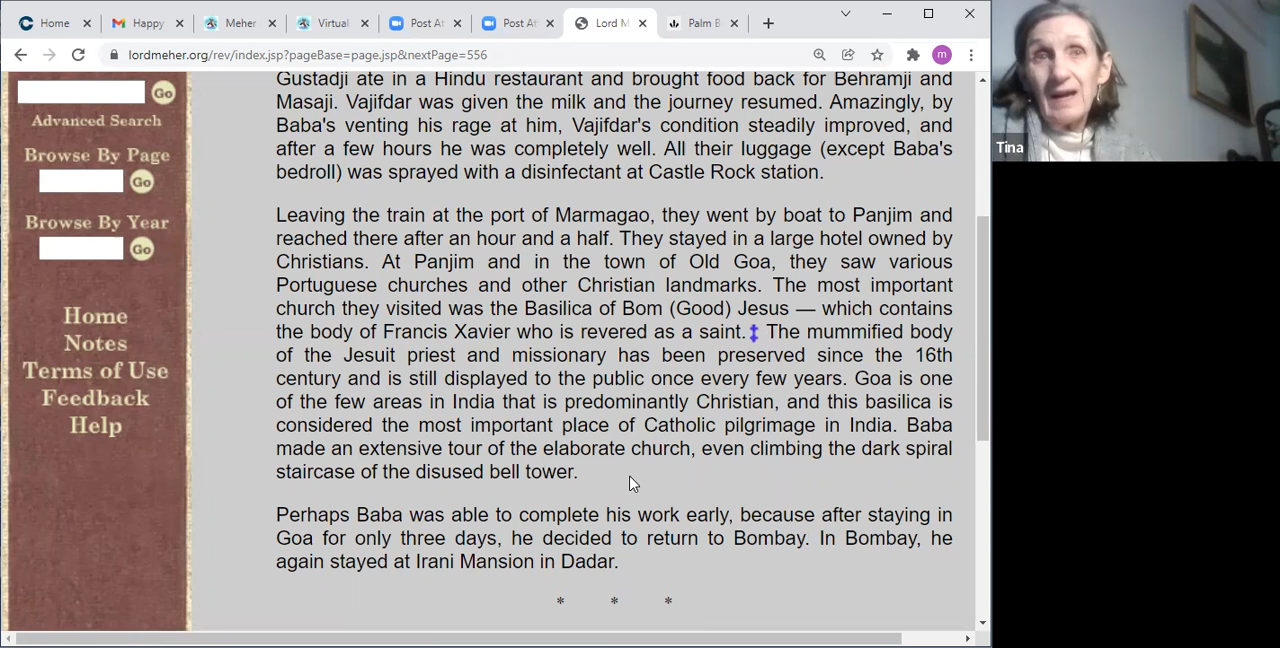 Home
Happy
Meher
Virtual
Post At
Post At
Lord M
Palm B
lordmeher.org/rev/index.jsp?pageBase=page.jsp&nextPage=556
m
Go
Advanced Search
Browse By Page
Go
Browse By Year
Go
Home
Notes
Terms of Use
Feedback
Help
Gustadji ate in a Hindu restaurant and brought food back for Behramji and
Masaji. Vajifdar was given the milk and the journey resumed. Amazingly, by
Baba's venting his rage at him, Vajifdar's condition steadily improved, and
after a few hours he was completely well. All their luggage (except Baba's
bedroll) was sprayed with a disinfectant at Castle Rock station.
Leaving the train at the port of Marmagao, they went by boat to Panjim and
reached there after an hour and a half. They stayed in a large hotel owned by
Christians. At Panjim and in the town of Old Goa, they saw various
Portuguese churches and other Christian landmarks. The most important
church they visited was the Basilica of Bom (Good) Jesus — which contains
the body of Francis Xavier who is revered as a saint.‡ The mummified body
of the Jesuit priest and missionary has been preserved since the 16th
century and is still displayed to the public once every few years. Goa is one
of the few areas in India that is predominantly Christian, and this basilica is
considered the most important place of Catholic pilgrimage in India. Baba
made an extensive tour of the elaborate church, even climbing the dark spiral
staircase of the disused bell tower.
Perhaps Baba was able to complete his work early, because after staying in
Goa for only three days, he decided to return to Bombay. In Bombay, he
again stayed at Irani Mansion in Dadar.
* * *
Tina